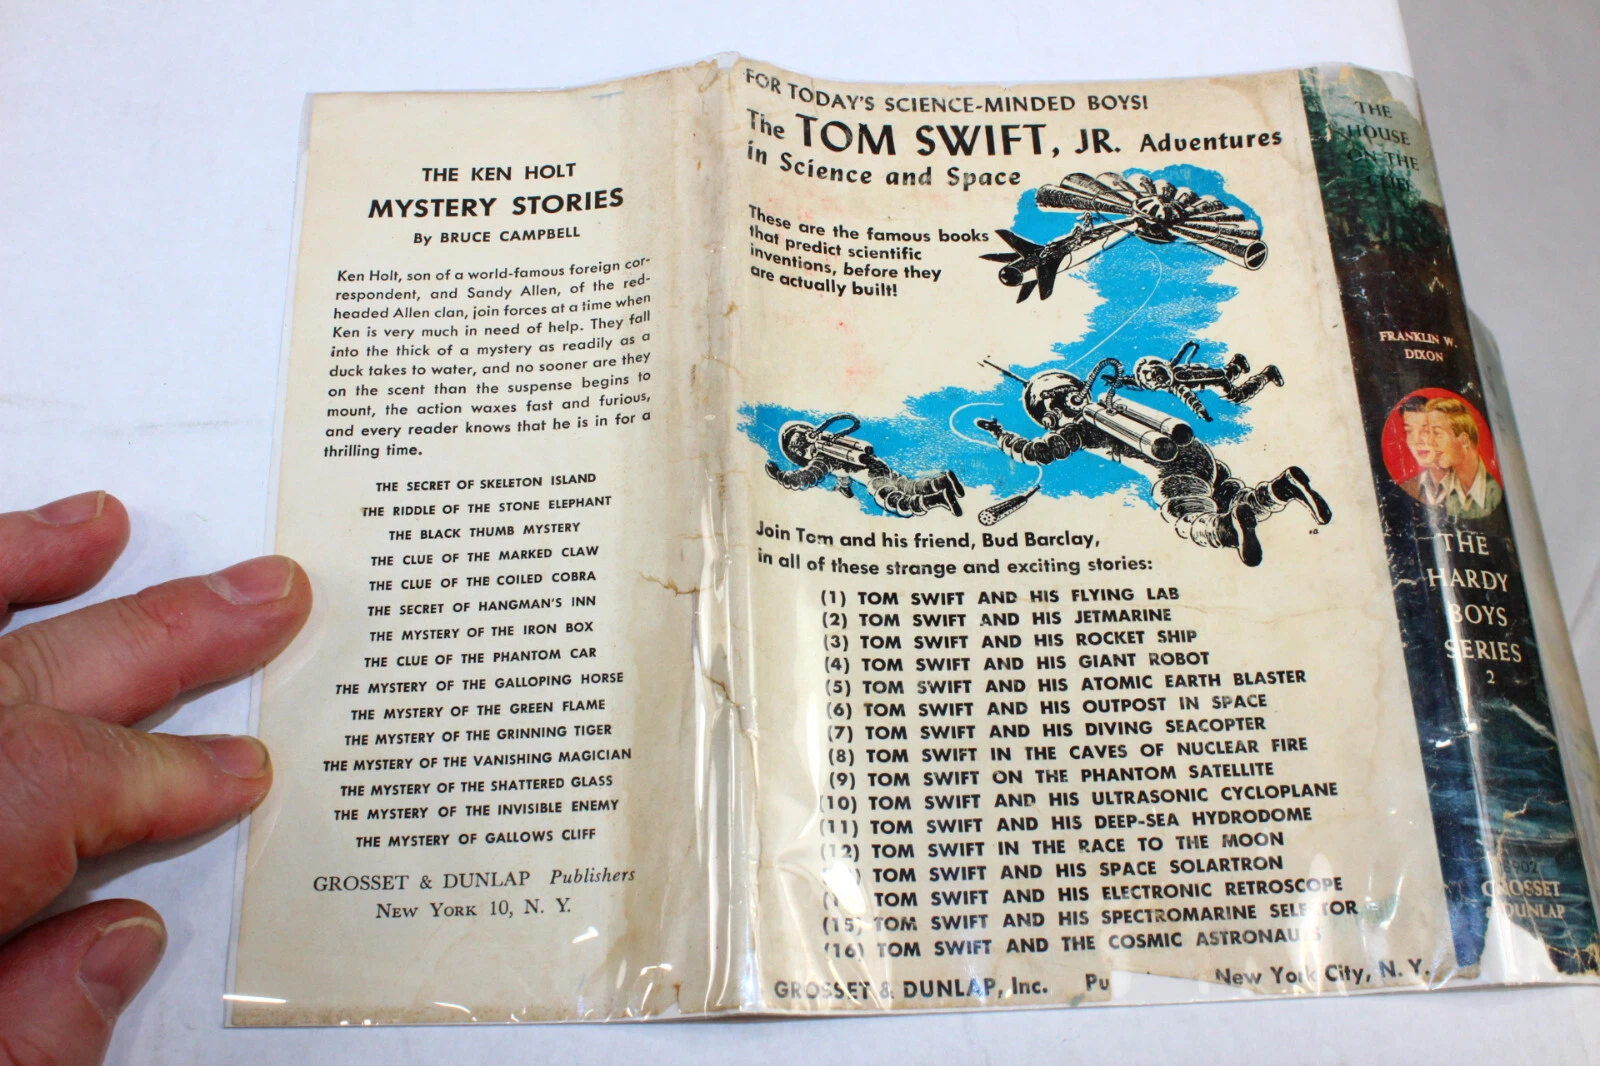 THE KEN HOLT
MYSTERY STORIES
By BRUCE CAMPBELL
Ken Holt, son of a world-famous foreign cor-
respondent, and Sandy Allen, of the red-
headed Allen clan, join forces at a time when
Ken is very much in need of help. They fall
into the thick of a mystery as readily as a
duck takes to water, and no sooner are they
on the scent than the suspense begins to
mount, the action waxes fast and furious,
and every reader knows that he is in for a
thrilling time.
THE SECRET OF SKELETON ISLAND
THE RIDDLE OF THE STONE ELEPHANT
THE BLACK THUMB MYSTERY
THE CLUE OF THE MARKED CLAW
THE CLUE OF THE COILED COBRA
THE SECRET OF HANGMAN'S INN
THE MYSTERY OF THE IRON BOX
THE CLUE OF THE PHANTOM CAR
THE MYSTERY OF THE GALLOPING HORSE
THE MYSTERY OF THE GREEN FLAME
THE MYSTERY OF THE GRINNING TIGER
THE MYSTERY OF THE VANISHING MAGICIAN
THE MYSTERY OF THE SHATTERED GLASS
THE MYSTERY OF THE INVISIBLE ENEMY
THE MYSTERY OF GALLOWS CLIFF
GROSSET & DUNLAP Publishers
NEW YORK 10, N. Y.
FOR TODAY'S SCIENCE-MINDED BOYS!
The TOM SWIFT, JR. Adventures
in Science and Space
These are the famous books
that predict scientific
inventions, before they
are actually built!
Join Tom and his friend, Bud Barclay,
in all of these strange and exciting stories:
(1) TOM SWIFT AND HIS FLYING LAB
(2) TOM SWIFT AND HIS JETMARINE
(3) TOM SWIFT AND HIS ROCKET SHIP
(4) TOM SWIFT AND HIS GIANT ROBOT
(5) TOM SWIFT AND HIS ATOMIC EARTH BLASTER
(6) TOM SWIFT AND HIS OUTPOST IN SPACE
(7) TOM SWIFT AND HIS DIVING SEACOPTER
(8) TOM SWIFT IN THE CAVES OF NUCLEAR FIRE
(9) TOM SWIFT ON THE PHANTOM SATELLITE
(10) TOM SWIFT AND HIS ULTRASONIC CYCLOPLANE
(11) TOM SWIFT AND HIS DEEP-SEA HYDRODOME
(12) TOM SWIFT IN THE RACE TO THE MOON
TOM SWIFT AND HIS SPACE SOLARTRON
TOM SWIFT AND HIS ELECTRONIC RETROSCOPE
(15) TOM SWIFT AND HIS SPECTROMARINE SELECTOR
(16) TOM SWIFT AND THE COSMIC ASTRONAUTS
GROSSET & DUNLAP, Inc. Pu New York City, N. Y.
THE
HOUSE
ON THE
CLIFF
FRANKLIN W.
DIXON
THE
HARDY
BOYS
SERIES
2
GROSSET
& DUNLAP